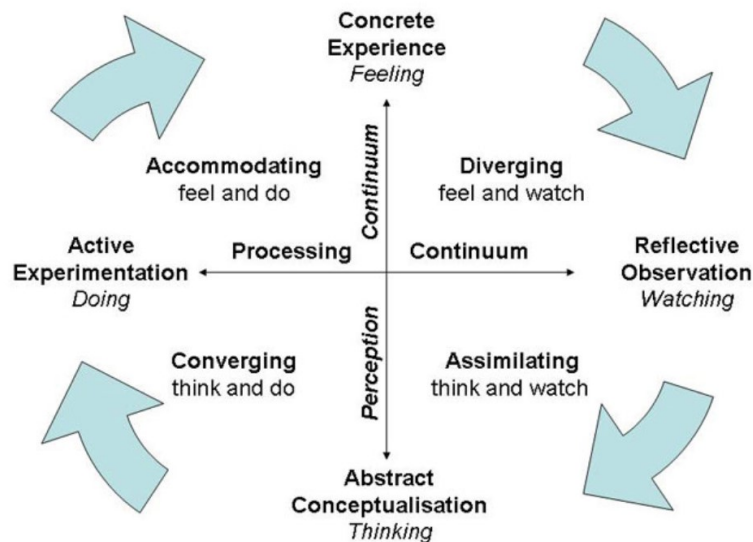 Concrete
Experience
Feeling
Continuum
Accommodating
feel and do
Diverging
feel and watch
Active
Experimentation
Doing
Processing
Continuum
Reflective
Observation
Watching
Perception
Converging
think and do
Assimilating
think and watch
Abstract
Conceptualisation
Thinking